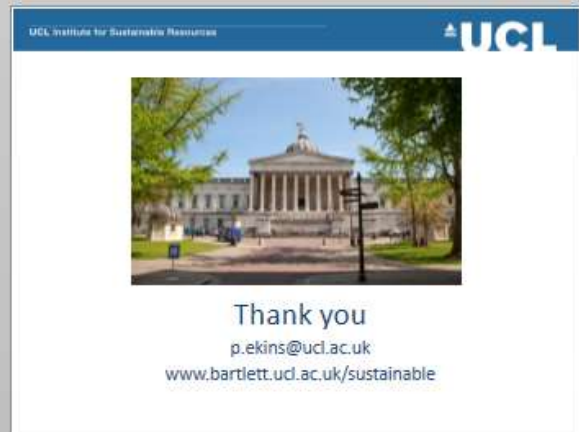 UCL Institute for Sustainable Resources
UCL
Thank you
p.ekins@ucl.ac.uk
www.bartlett.ucl.ac.uk/sustainable